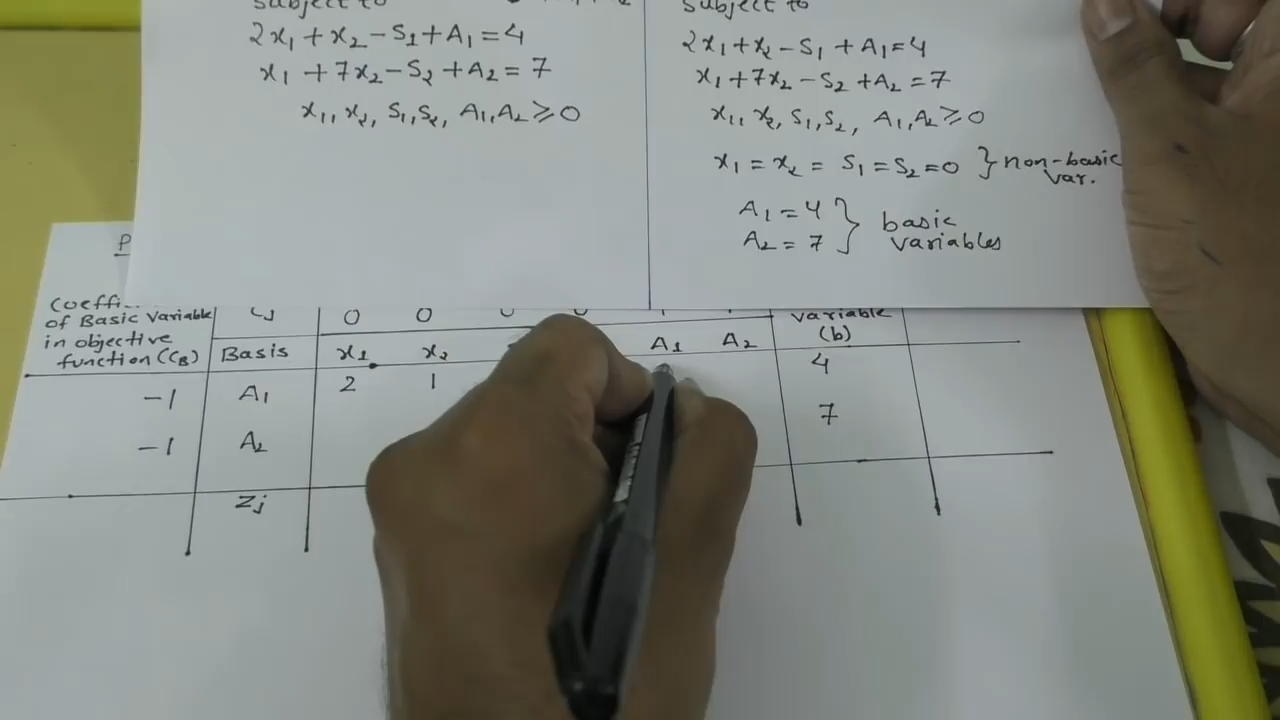 subject to
2x₁ + x₂ - S₁ + A₁ = 4
x₁ + 7x₂ - S₂ + A₂ = 7
x₁, x₂, S₁, S₂, A₁, A₂ ≥ 0
subject to
2x₁ + x₂ - S₁ + A₁ = 4
x₁ + 7x₂ - S₂ + A₂ = 7
x₁, x₂, S₁, S₂, A₁, A₂ ≥ 0
x₁ = x₂ = S₁ = S₂ = 0 } non-basic var.
A₁ = 4
A₂ = 7 } basic variables
P
of Basic Variable in objective function (C_B)
Cj 0 0
variable (b)
Basis x₁ x₂ A₁ A₂
-1 A₁ 2 1 4
-1 A₂ 7
Zj